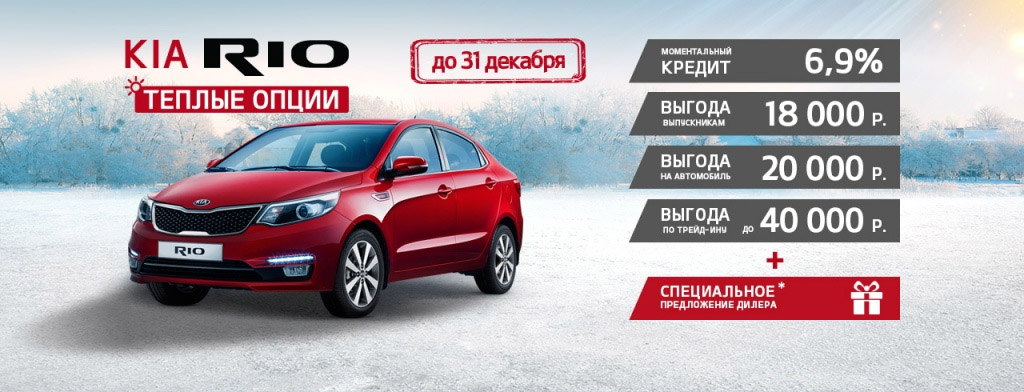 KIA RIO
ТЕПЛЫЕ ОПЦИИ
до 31 декабря
МОМЕНТАЛЬНЫЙ
КРЕДИТ 6,9%
ВЫГОДА
ВЫПУСКНИКАМ 18 000 Р.
ВЫГОДА
НА АВТОМОБИЛЬ 20 000 Р.
ВЫГОДА
ПО ТРЕЙД-ИНУ ДО 40 000 Р.
+
СПЕЦИАЛЬНОЕ*
ПРЕДЛОЖЕНИЕ ДИЛЕРА
KIA
RIO